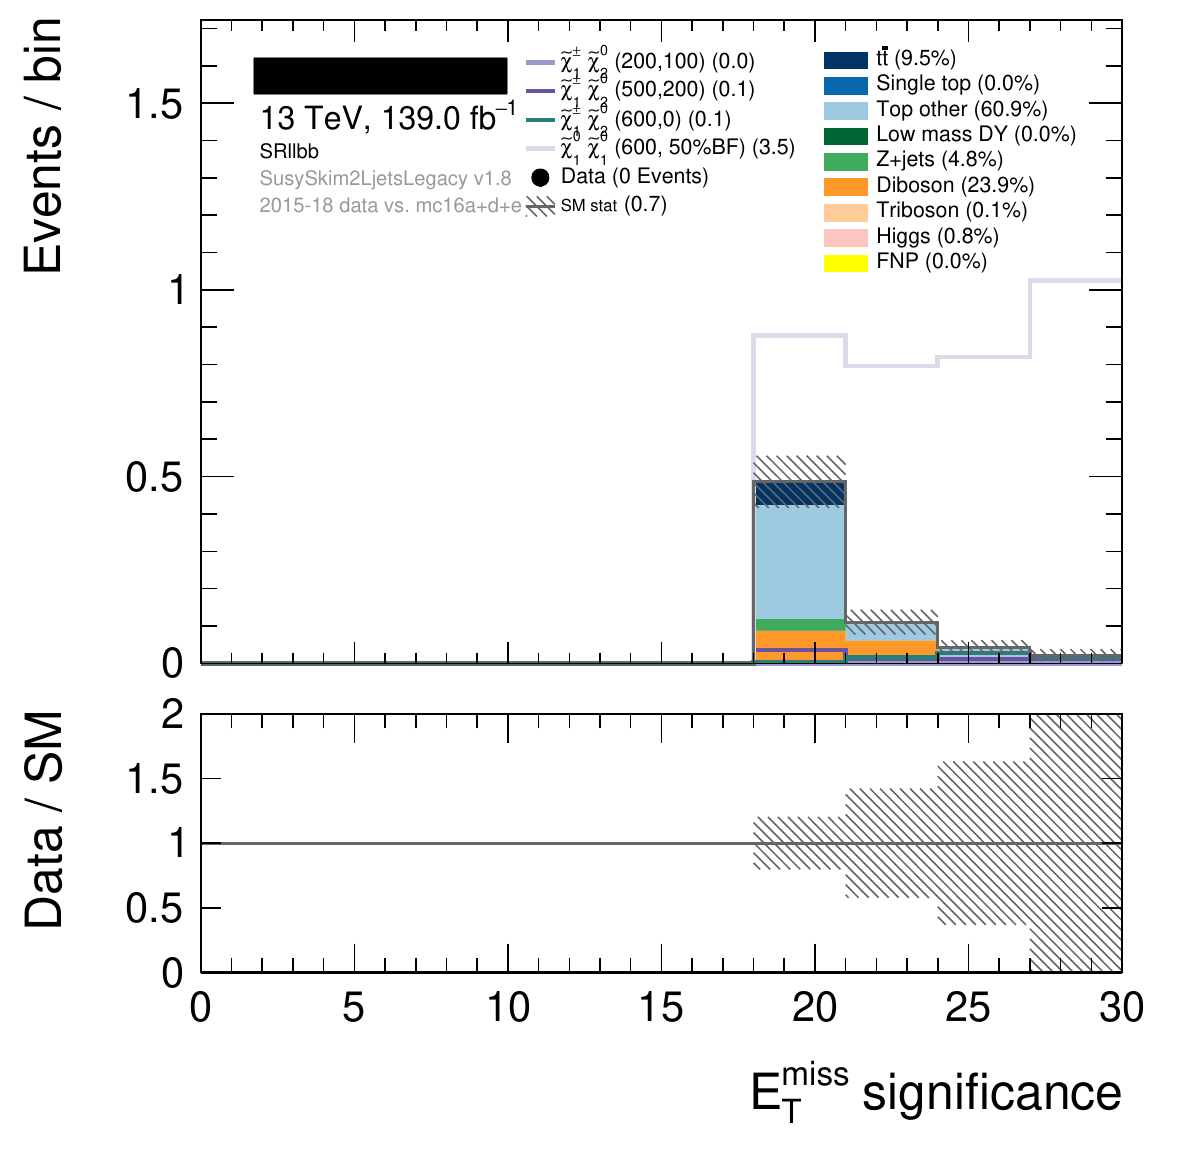 Events / bin
1.5
1
0.5
0
13 TeV, 139.0 fb⁻¹
SRllbb
SusySkim2LjetsLegacy v1.8
2015-18 data vs. mc16a+d+e
χ̃₁± χ̃₂⁰ (200,100) (0.0)
χ̃₁± χ̃₂⁰ (500,200) (0.1)
χ̃₁± χ̃₂⁰ (600,0) (0.1)
χ̃₁⁰ χ̃₁⁰ (600, 50%BF) (3.5)
Data (0 Events)
SM stat (0.7)
tt̄ (9.5%)
Single top (0.0%)
Top other (60.9%)
Low mass DY (0.0%)
Z+jets (4.8%)
Diboson (23.9%)
Triboson (0.1%)
Higgs (0.8%)
FNP (0.0%)
Data / SM
2
1.5
1
0.5
0
0 5 10 15 20 25 30
E_T^miss significance